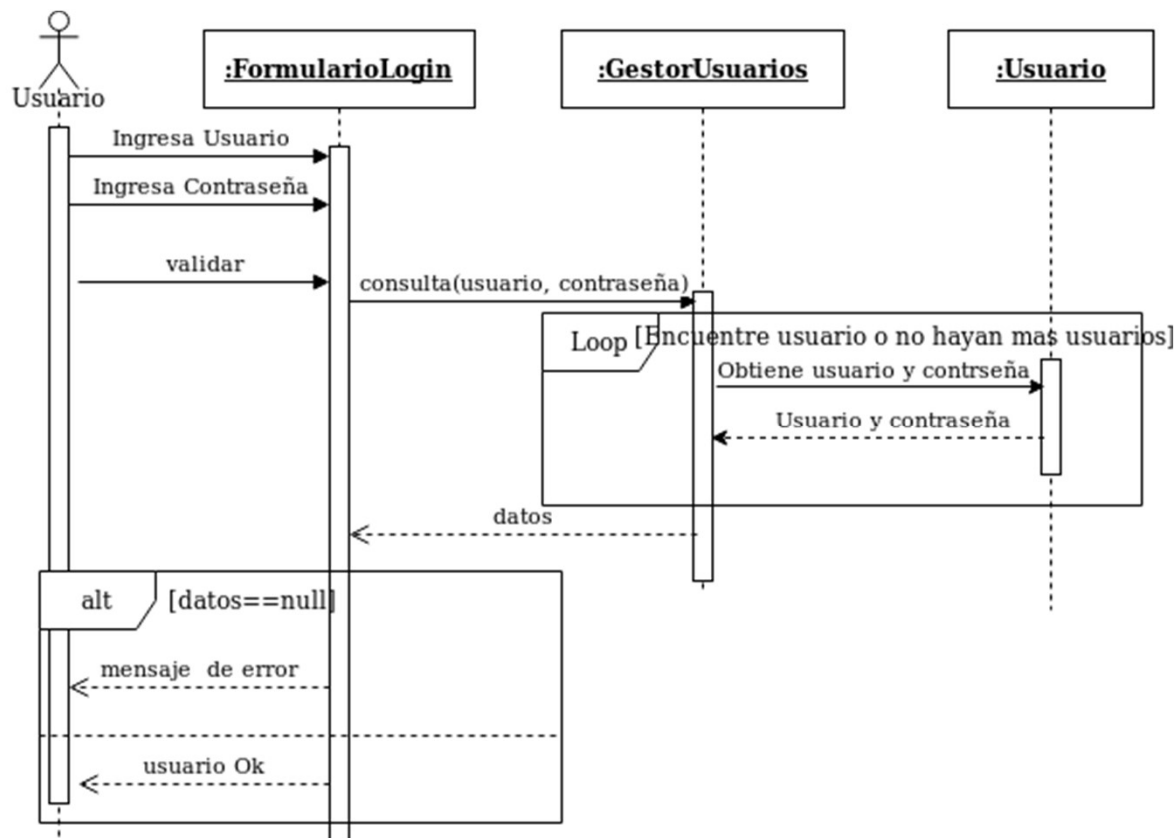 :FormularioLogin
:GestorUsuarios
:Usuario
Usuario
Ingresa Usuario
Ingresa Contraseña
validar
consulta(usuario, contraseña)
Loop
[Encuentre usuario o no hayan mas usuarios]
Obtiene usuario y contrseña
Usuario y contraseña
datos
alt
[datos==null]
mensaje de error
usuario Ok